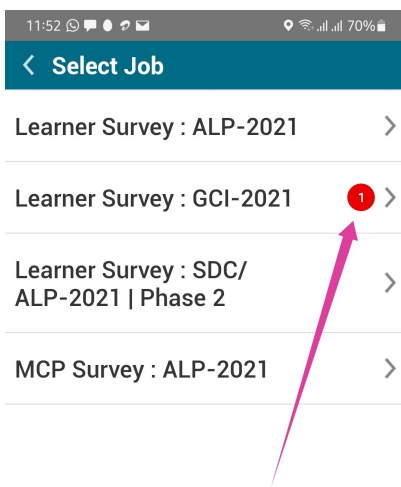 11:52 70%
Select Job
Learner Survey : ALP-2021
Learner Survey : GCI-2021 1
Learner Survey : SDC/
ALP-2021 | Phase 2
MCP Survey : ALP-2021